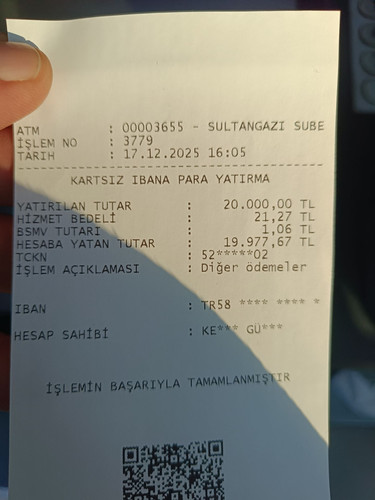 ATM : 00003655 - SULTANGAZI SUBE
İŞLEM NO : 3779
TARIH : 17.12.2025 16:05
KARTSIZ IBANA PARA YATIRMA
YATIRILAN TUTAR : 20.000,00 TL
HİZMET BEDELİ : 21,27 TL
BSMV TUTARI : 1,06 TL
HESABA YATAN TUTAR : 19.977,67 TL
TCKN : 52*****02
İŞLEM AÇIKLAMASI : Diğer ödemeler
IBAN : TR58 **** **** *
HESAP SAHİBİ : KE*** GÜ***
İŞLEMİN BAŞARIYLA TAMAMLANMIŞTIR